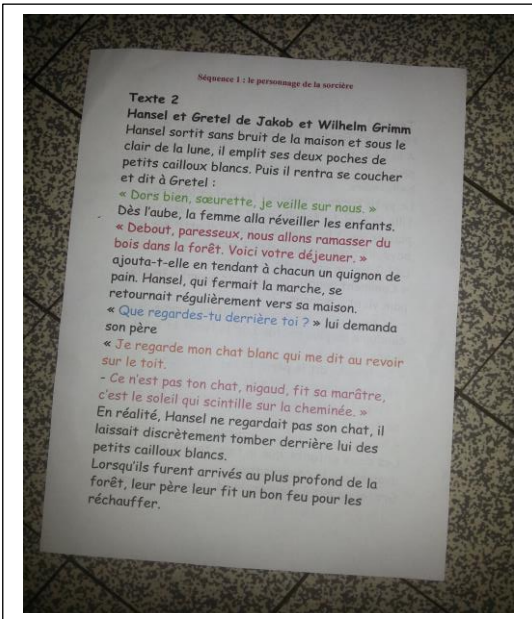 Séquence 1 : le personnage de la sorcière
Texte 2
Hansel et Gretel de Jakob et Wilhelm Grimm
Hansel sortit sans bruit de la maison et sous le
clair de la lune, il emplit ses deux poches de
petits cailloux blancs. Puis il rentra se coucher
et dit à Gretel :
« Dors bien, sœurette, je veille sur nous. »
Dès l'aube, la femme alla réveiller les enfants.
« Debout, paresseux, nous allons ramasser du
bois dans la forêt. Voici votre déjeuner. »
ajouta-t-elle en tendant à chacun un quignon de
pain. Hansel, qui fermait la marche, se
retournait régulièrement vers sa maison.
« Que regardes-tu derrière toi ? » lui demanda
son père
« Je regarde mon chat blanc qui me dit au revoir
sur le toit.
- Ce n'est pas ton chat, nigaud, fit sa marâtre,
c'est le soleil qui scintille sur la cheminée. »
En réalité, Hansel ne regardait pas son chat, il
laissait discrètement tomber derrière lui des
petits cailloux blancs.
Lorsqu'ils furent arrivés au plus profond de la
forêt, leur père leur fit un bon feu pour les
réchauffer.